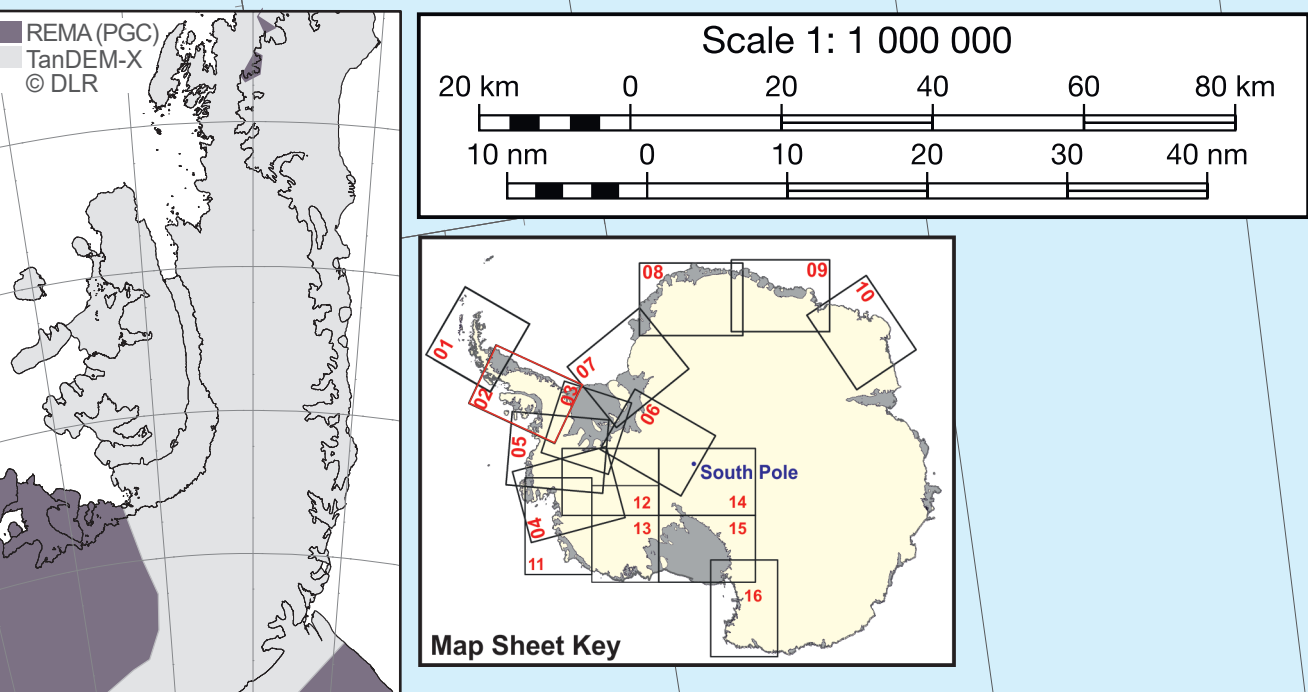 REMA (PGC)
TanDEM-X
© DLR
Scale 1: 1 000 000
20 km 0 20 40 60 80 km
10 nm 0 10 20 30 40 nm
08
09
10
01
07
02
03
06
05
South Pole
12
14
04
13
15
11
16
Map Sheet Key